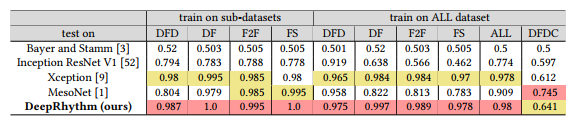 train on sub-datasets train on ALL dataset
test on DFD DF F2F FS DFD DF F2F FS ALL DFDC
Bayer and Stamm [3] 0.52 0.503 0.505 0.505 0.501 0.52 0.503 0.505 0.5 0.5
Inception ResNet V1 [52] 0.794 0.783 0.788 0.778 0.919 0.638 0.566 0.462 0.774 0.597
Xception [9] 0.98 0.995 0.985 0.98 0.965 0.984 0.984 0.97 0.978 0.612
MesoNet [1] 0.804 0.979 0.985 0.995 0.958 0.822 0.813 0.783 0.909 0.745
DeepRhythm (ours) 0.987 1.0 0.995 1.0 0.975 0.997 0.989 0.978 0.98 0.641